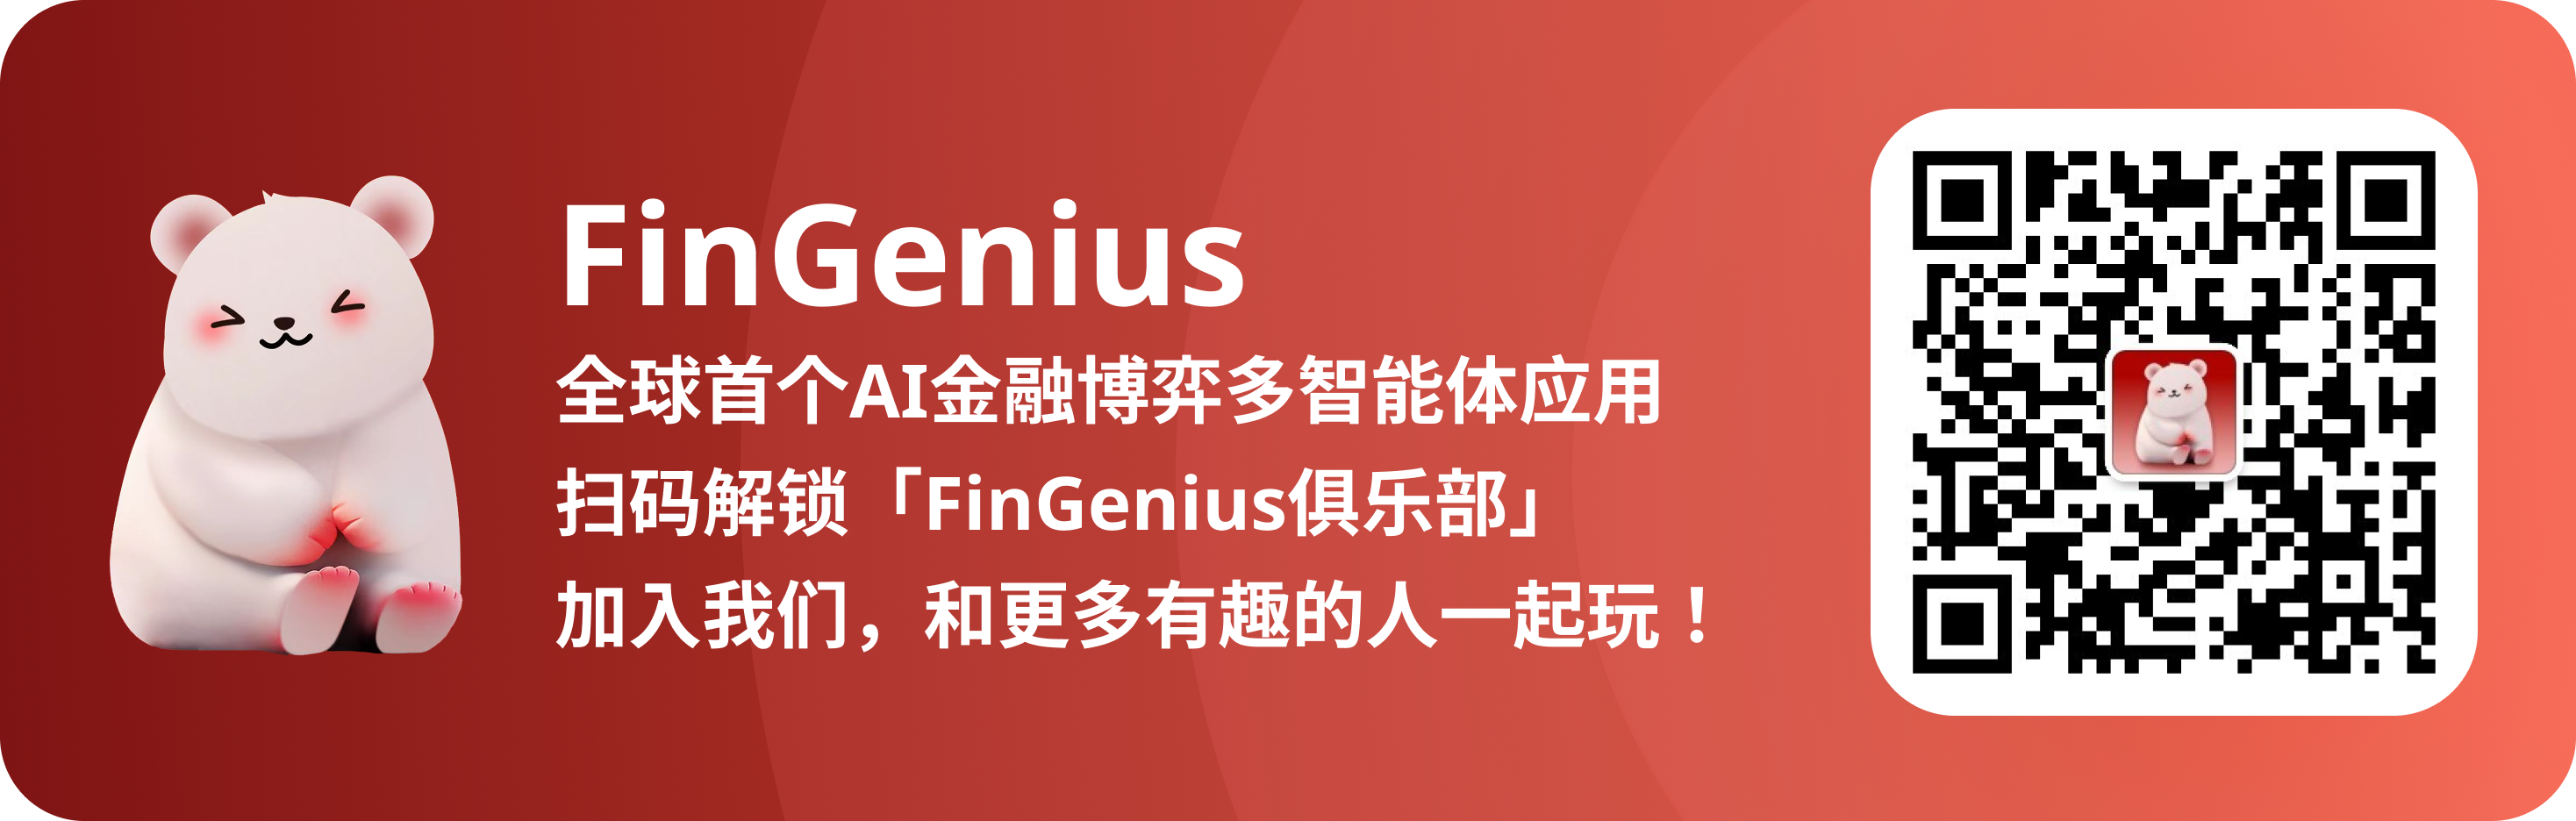 FinGenius
全球首个AI金融博弈多智能体应用
扫码解锁「FinGenius俱乐部」
加入我们，和更多有趣的人一起玩！